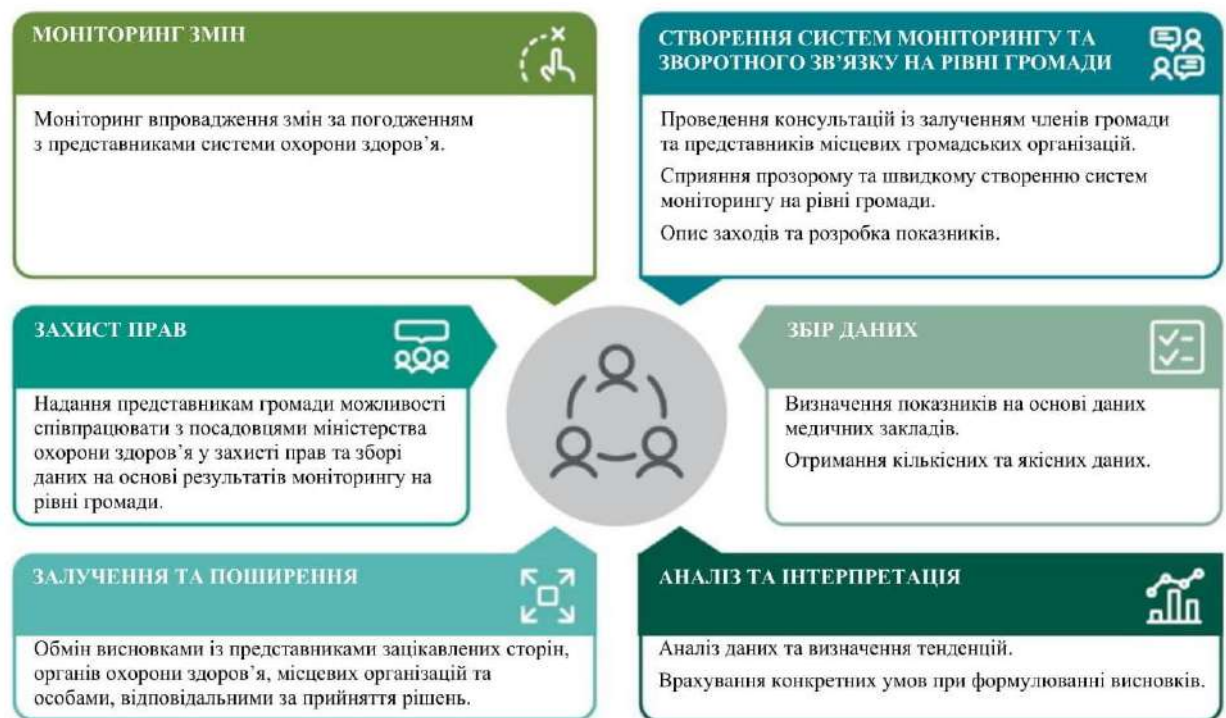 МОНІТОРИНГ ЗМІН
Моніторинг впровадження змін за погодженням
з представниками системи охорони здоров’я.
СТВОРЕННЯ СИСТЕМ МОНІТОРИНГУ ТА
ЗВОРОТНОГО ЗВ’ЯЗКУ НА РІВНІ ГРОМАДИ
Проведення консультацій із залученням членів громади
та представників місцевих громадських організацій.
Сприяння прозорому та швидкому створенню систем
моніторингу на рівні громади.
Опис заходів та розробка показників.
ЗАХИСТ ПРАВ
Надання представникам громади можливості
співпрацювати з посадовцями міністерства
охорони здоров’я у захисті прав та зборі
даних на основі результатів моніторингу на
рівні громади.
ЗБІР ДАНИХ
Визначення показників на основі даних
медичних закладів.
Отримання кількісних та якісних даних.
ЗАЛУЧЕННЯ ТА ПОШИРЕННЯ
Обмін висновками із представниками зацікавлених сторін,
органів охорони здоров’я, місцевих організацій та
особами, відповідальними за прийняття рішень.
АНАЛІЗ ТА ІНТЕРПРЕТАЦІЯ
Аналіз даних та визначення тенденцій.
Врахування конкретних умов при формулюванні висновків.